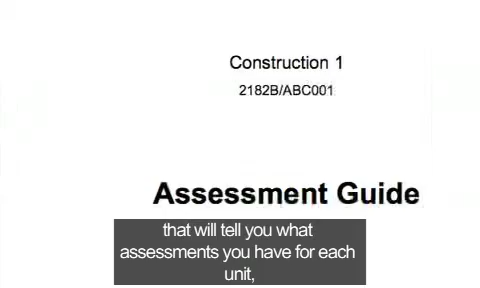 Construction 1
2182B/ABC001
Assessment Guide
that will tell you what
assessments you have for each
unit,